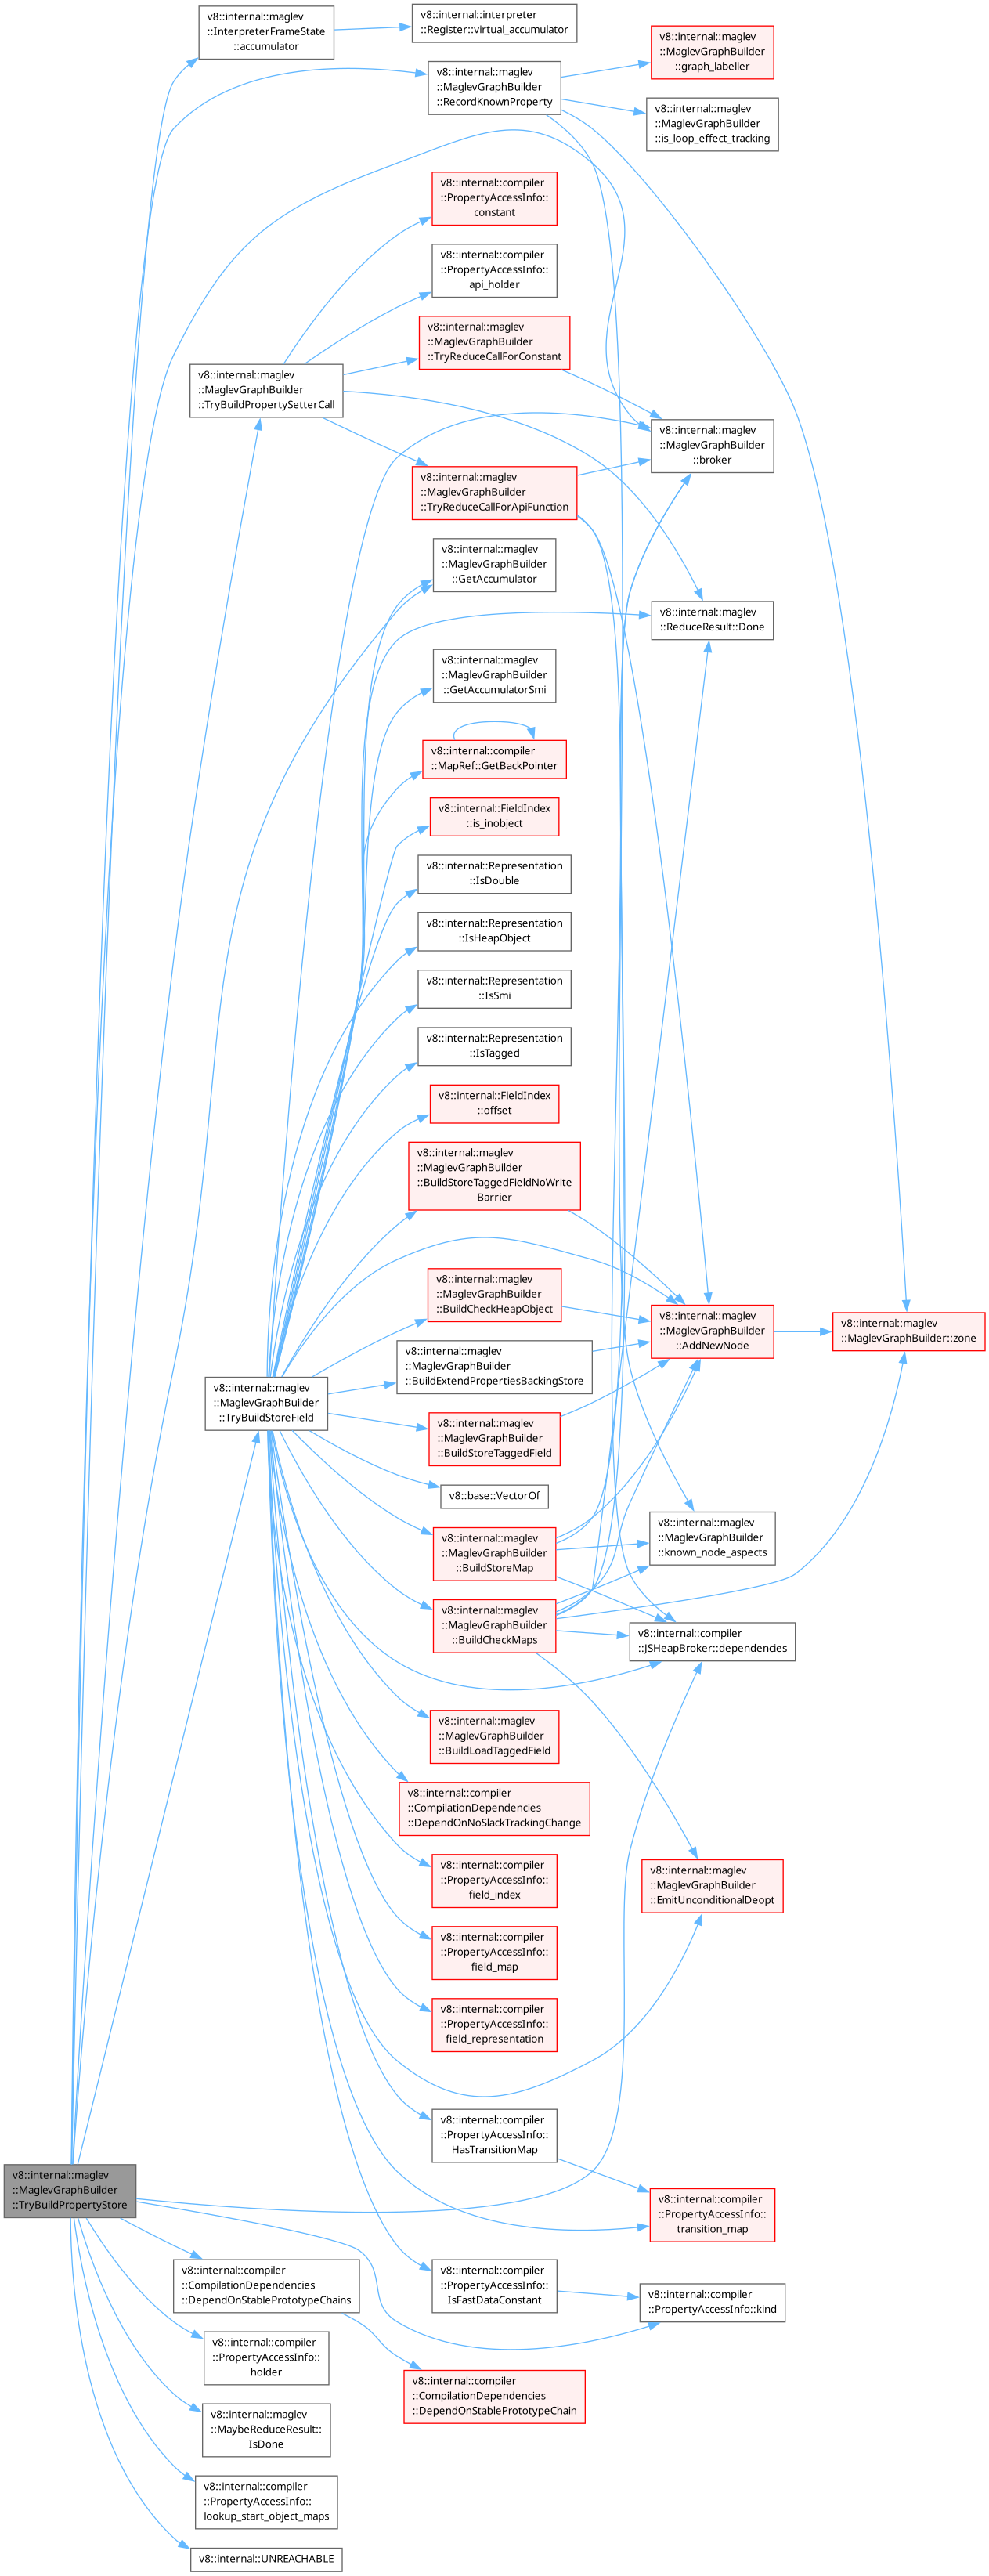 v8::internal::maglev
::InterpreterFrameState
::accumulator
v8::internal::interpreter
::Register::virtual_accumulator
v8::internal::maglev
::MaglevGraphBuilder
::graph_labeller
v8::internal::maglev
::MaglevGraphBuilder
::RecordKnownProperty
v8::internal::maglev
::MaglevGraphBuilder
::is_loop_effect_tracking
v8::internal::compiler
::PropertyAccessInfo::
constant
v8::internal::compiler
::PropertyAccessInfo::
api_holder
v8::internal::maglev
::MaglevGraphBuilder
::TryReduceCallForConstant
v8::internal::maglev
::MaglevGraphBuilder
::TryBuildPropertySetterCall
v8::internal::maglev
::MaglevGraphBuilder
::broker
v8::internal::maglev
::MaglevGraphBuilder
::TryReduceCallForApiFunction
v8::internal::maglev
::MaglevGraphBuilder
::GetAccumulator
v8::internal::maglev
::ReduceResult::Done
v8::internal::maglev
::MaglevGraphBuilder
::GetAccumulatorSmi
v8::internal::compiler
::MapRef::GetBackPointer
v8::internal::FieldIndex
::is_inobject
v8::internal::Representation
::IsDouble
v8::internal::Representation
::IsHeapObject
v8::internal::Representation
::IsSmi
v8::internal::Representation
::IsTagged
v8::internal::FieldIndex
::offset
v8::internal::maglev
::MaglevGraphBuilder
::BuildStoreTaggedFieldNoWrite
Barrier
v8::internal::maglev
::MaglevGraphBuilder
::BuildCheckHeapObject
v8::internal::maglev
::MaglevGraphBuilder
::AddNewNode
v8::internal::maglev
::MaglevGraphBuilder::zone
v8::internal::maglev
::MaglevGraphBuilder
::BuildExtendPropertiesBackingStore
v8::internal::maglev
::MaglevGraphBuilder
::TryBuildStoreField
v8::internal::maglev
::MaglevGraphBuilder
::BuildStoreTaggedField
v8::base::VectorOf
v8::internal::maglev
::MaglevGraphBuilder
::known_node_aspects
v8::internal::maglev
::MaglevGraphBuilder
::BuildStoreMap
v8::internal::maglev
::MaglevGraphBuilder
::BuildCheckMaps
v8::internal::compiler
::JSHeapBroker::dependencies
v8::internal::maglev
::MaglevGraphBuilder
::BuildLoadTaggedField
v8::internal::compiler
::CompilationDependencies
::DependOnNoSlackTrackingChange
v8::internal::compiler
::PropertyAccessInfo::
field_index
v8::internal::maglev
::MaglevGraphBuilder
::EmitUnconditionalDeopt
v8::internal::compiler
::PropertyAccessInfo::
field_map
v8::internal::compiler
::PropertyAccessInfo::
field_representation
v8::internal::compiler
::PropertyAccessInfo::
HasTransitionMap
v8::internal::maglev
::MaglevGraphBuilder
::TryBuildPropertyStore
v8::internal::compiler
::PropertyAccessInfo::
transition_map
v8::internal::compiler
::CompilationDependencies
::DependOnStablePrototypeChains
v8::internal::compiler
::PropertyAccessInfo::
IsFastDataConstant
v8::internal::compiler
::PropertyAccessInfo::kind
v8::internal::compiler
::PropertyAccessInfo::
holder
v8::internal::compiler
::CompilationDependencies
::DependOnStablePrototypeChain
v8::internal::maglev
::MaybeReduceResult::
IsDone
v8::internal::compiler
::PropertyAccessInfo::
lookup_start_object_maps
v8::internal::UNREACHABLE